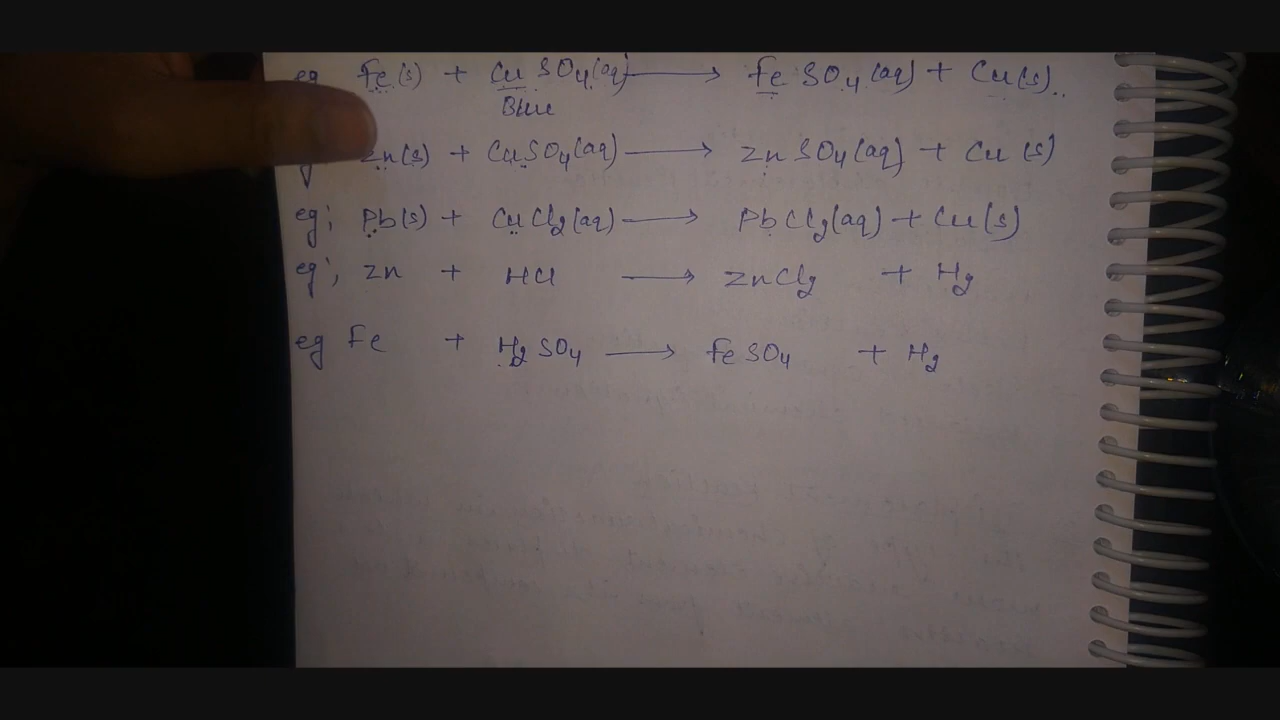 eg Fe(s) + CuSO4(aq) → FeSO4(aq) + Cu(s)
Blue
Zn(s) + CuSO4(aq) → ZnSO4(aq) + Cu(s)
eg; Pb(s) + CuCl2(aq) → PbCl2(aq) + Cu(s)
eg; Zn + HCl → ZnCl2 + H2
eg Fe + H2SO4 → FeSO4 + H2